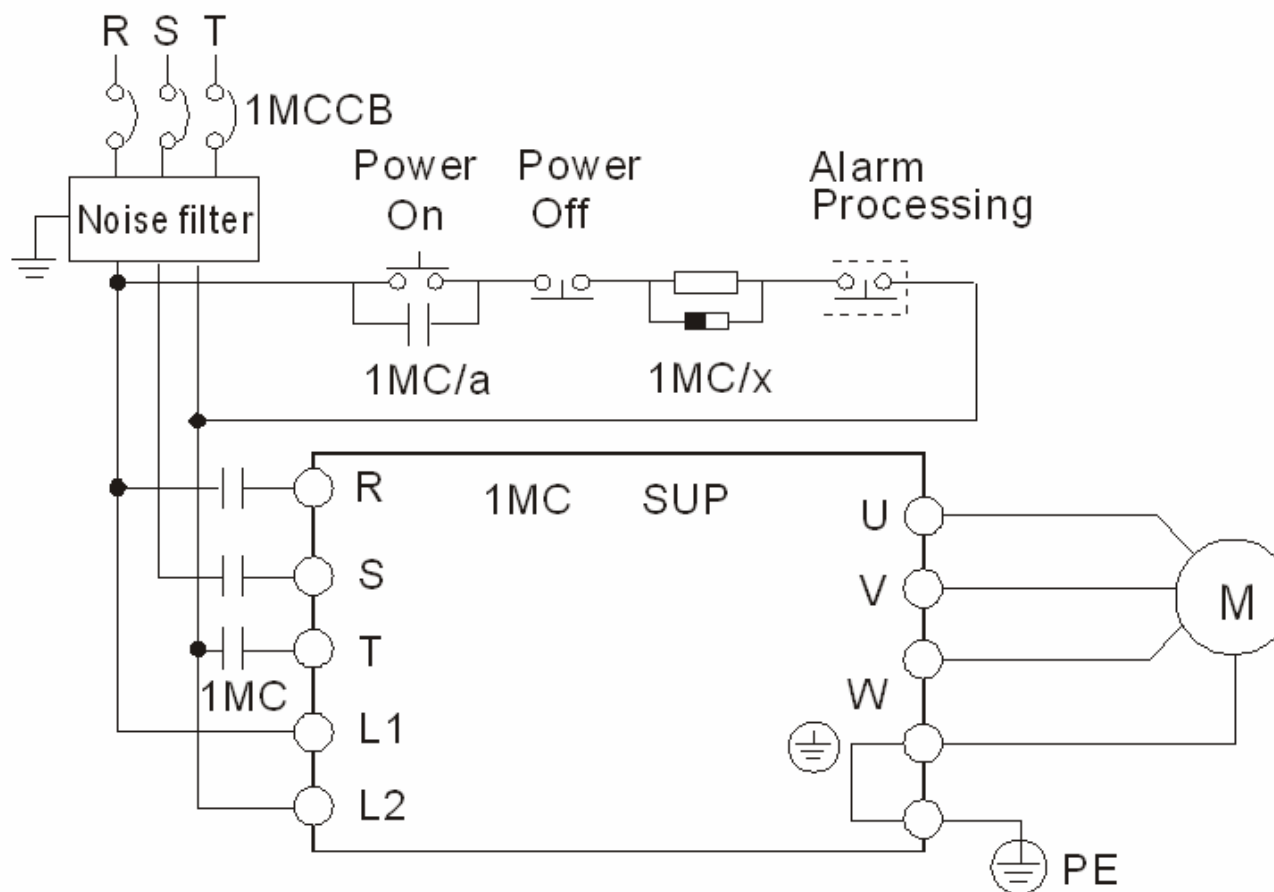 R S T
1MCCB
Noise filter
Power
On
Power
Off
Alarm
Processing
1MC/a
1MC/x
R
S
T
1MC
L1
L2
1MC SUP
U
V
W
M
PE